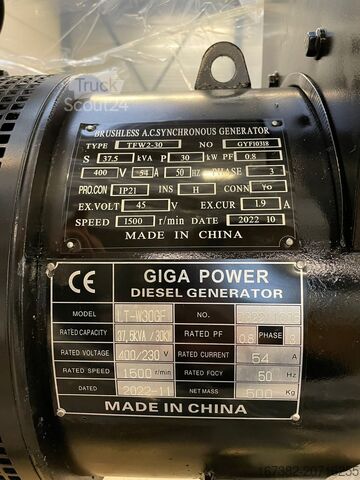 Truck
Scout24
BRUSHLESS A.C.SYNCHRONOUS GENERATOR
TYPE TFW2-30 NO GYF10318
S 37.5 kVA P 30 kW PF 0.8
400 V 54 A 50 HZ PHASE 3
PRO.CON IP21 INS H CONN Yo
EX.VOLT 45 V EX.CUR 1.9 A
SPEED 1500 r/min DATE 2022 10
MADE IN CHINA
CE GIGA POWER
DIESEL GENERATOR
MODEL LT-W30GF NO.
RATED CAPACITY 37,5KVA/30KW RATED PF 0.8 PHASE 3
RATED VOLTAGE 400/230 V RATED CURRENT 54 A
RATED SPEED 1500 r/min RATED FQCY 50 Hz
DATED 2022-11 NET MASS 500 Kg
MADE IN CHINA